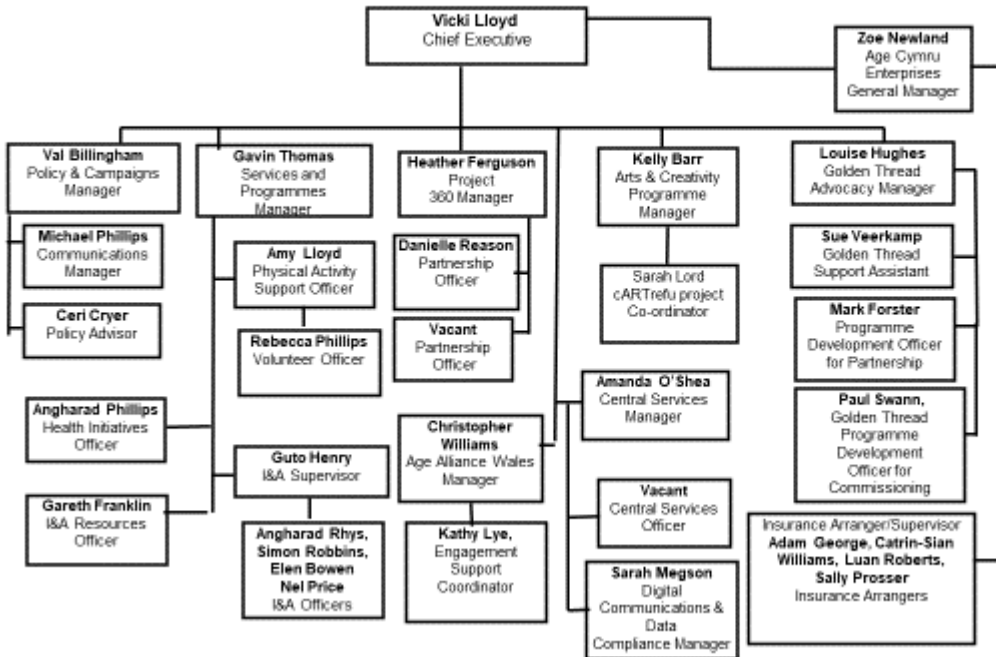 Vicki Lloyd
Chief Executive
Zoe Newland
Age Cymru
Enterprises
General Manager
Val Billingham
Policy & Campaigns
Manager
Michael Phillips
Communications
Manager
Ceri Cryer
Policy Advisor
Gavin Thomas
Services and
Programmes
Manager
Amy Lloyd
Physical Activity
Support Officer
Rebecca Phillips
Volunteer Officer
Angharad Phillips
Health Initiatives
Officer
Guto Henry
I&A Supervisor
Gareth Franklin
I&A Resources
Officer
Angharad Rhys,
Simon Robbins,
Elen Bowen
Nel Price
I&A Officers
Heather Ferguson
Project
360 Manager
Danielle Reason
Partnership
Officer
Vacant
Partnership
Officer
Christopher
Williams
Age Alliance Wales
Manager
Kathy Lye,
Engagement
Support
Coordinator
Kelly Barr
Arts & Creativity
Programme
Manager
Sarah Lord
cARTrefu project
Co-ordinator
Amanda O'Shea
Central Services
Manager
Vacant
Central Services
Officer
Sarah Megson
Digital
Communications &
Data
Compliance Manager
Louise Hughes
Golden Thread
Advocacy Manager
Sue Veerkamp
Golden Thread
Support Assistant
Mark Forster
Programme
Development Officer
for Partnership
Paul Swann,
Golden Thread
Programme
Development
Officer for
Commissioning
Insurance Arranger/Supervisor
Adam George, Catrin-Sian
Williams, Luan Roberts,
Sally Prosser
Insurance Arrangers